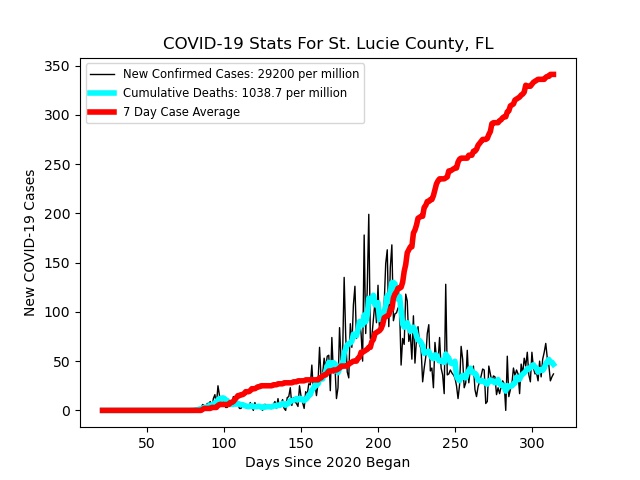 COVID-19 Stats For St. Lucie County, FL
New Confirmed Cases: 29200 per million
Cumulative Deaths: 1038.7 per million
7 Day Case Average
350
300
250
200
150
100
50
0
New COVID-19 Cases
50 100 150 200 250 300
Days Since 2020 Began